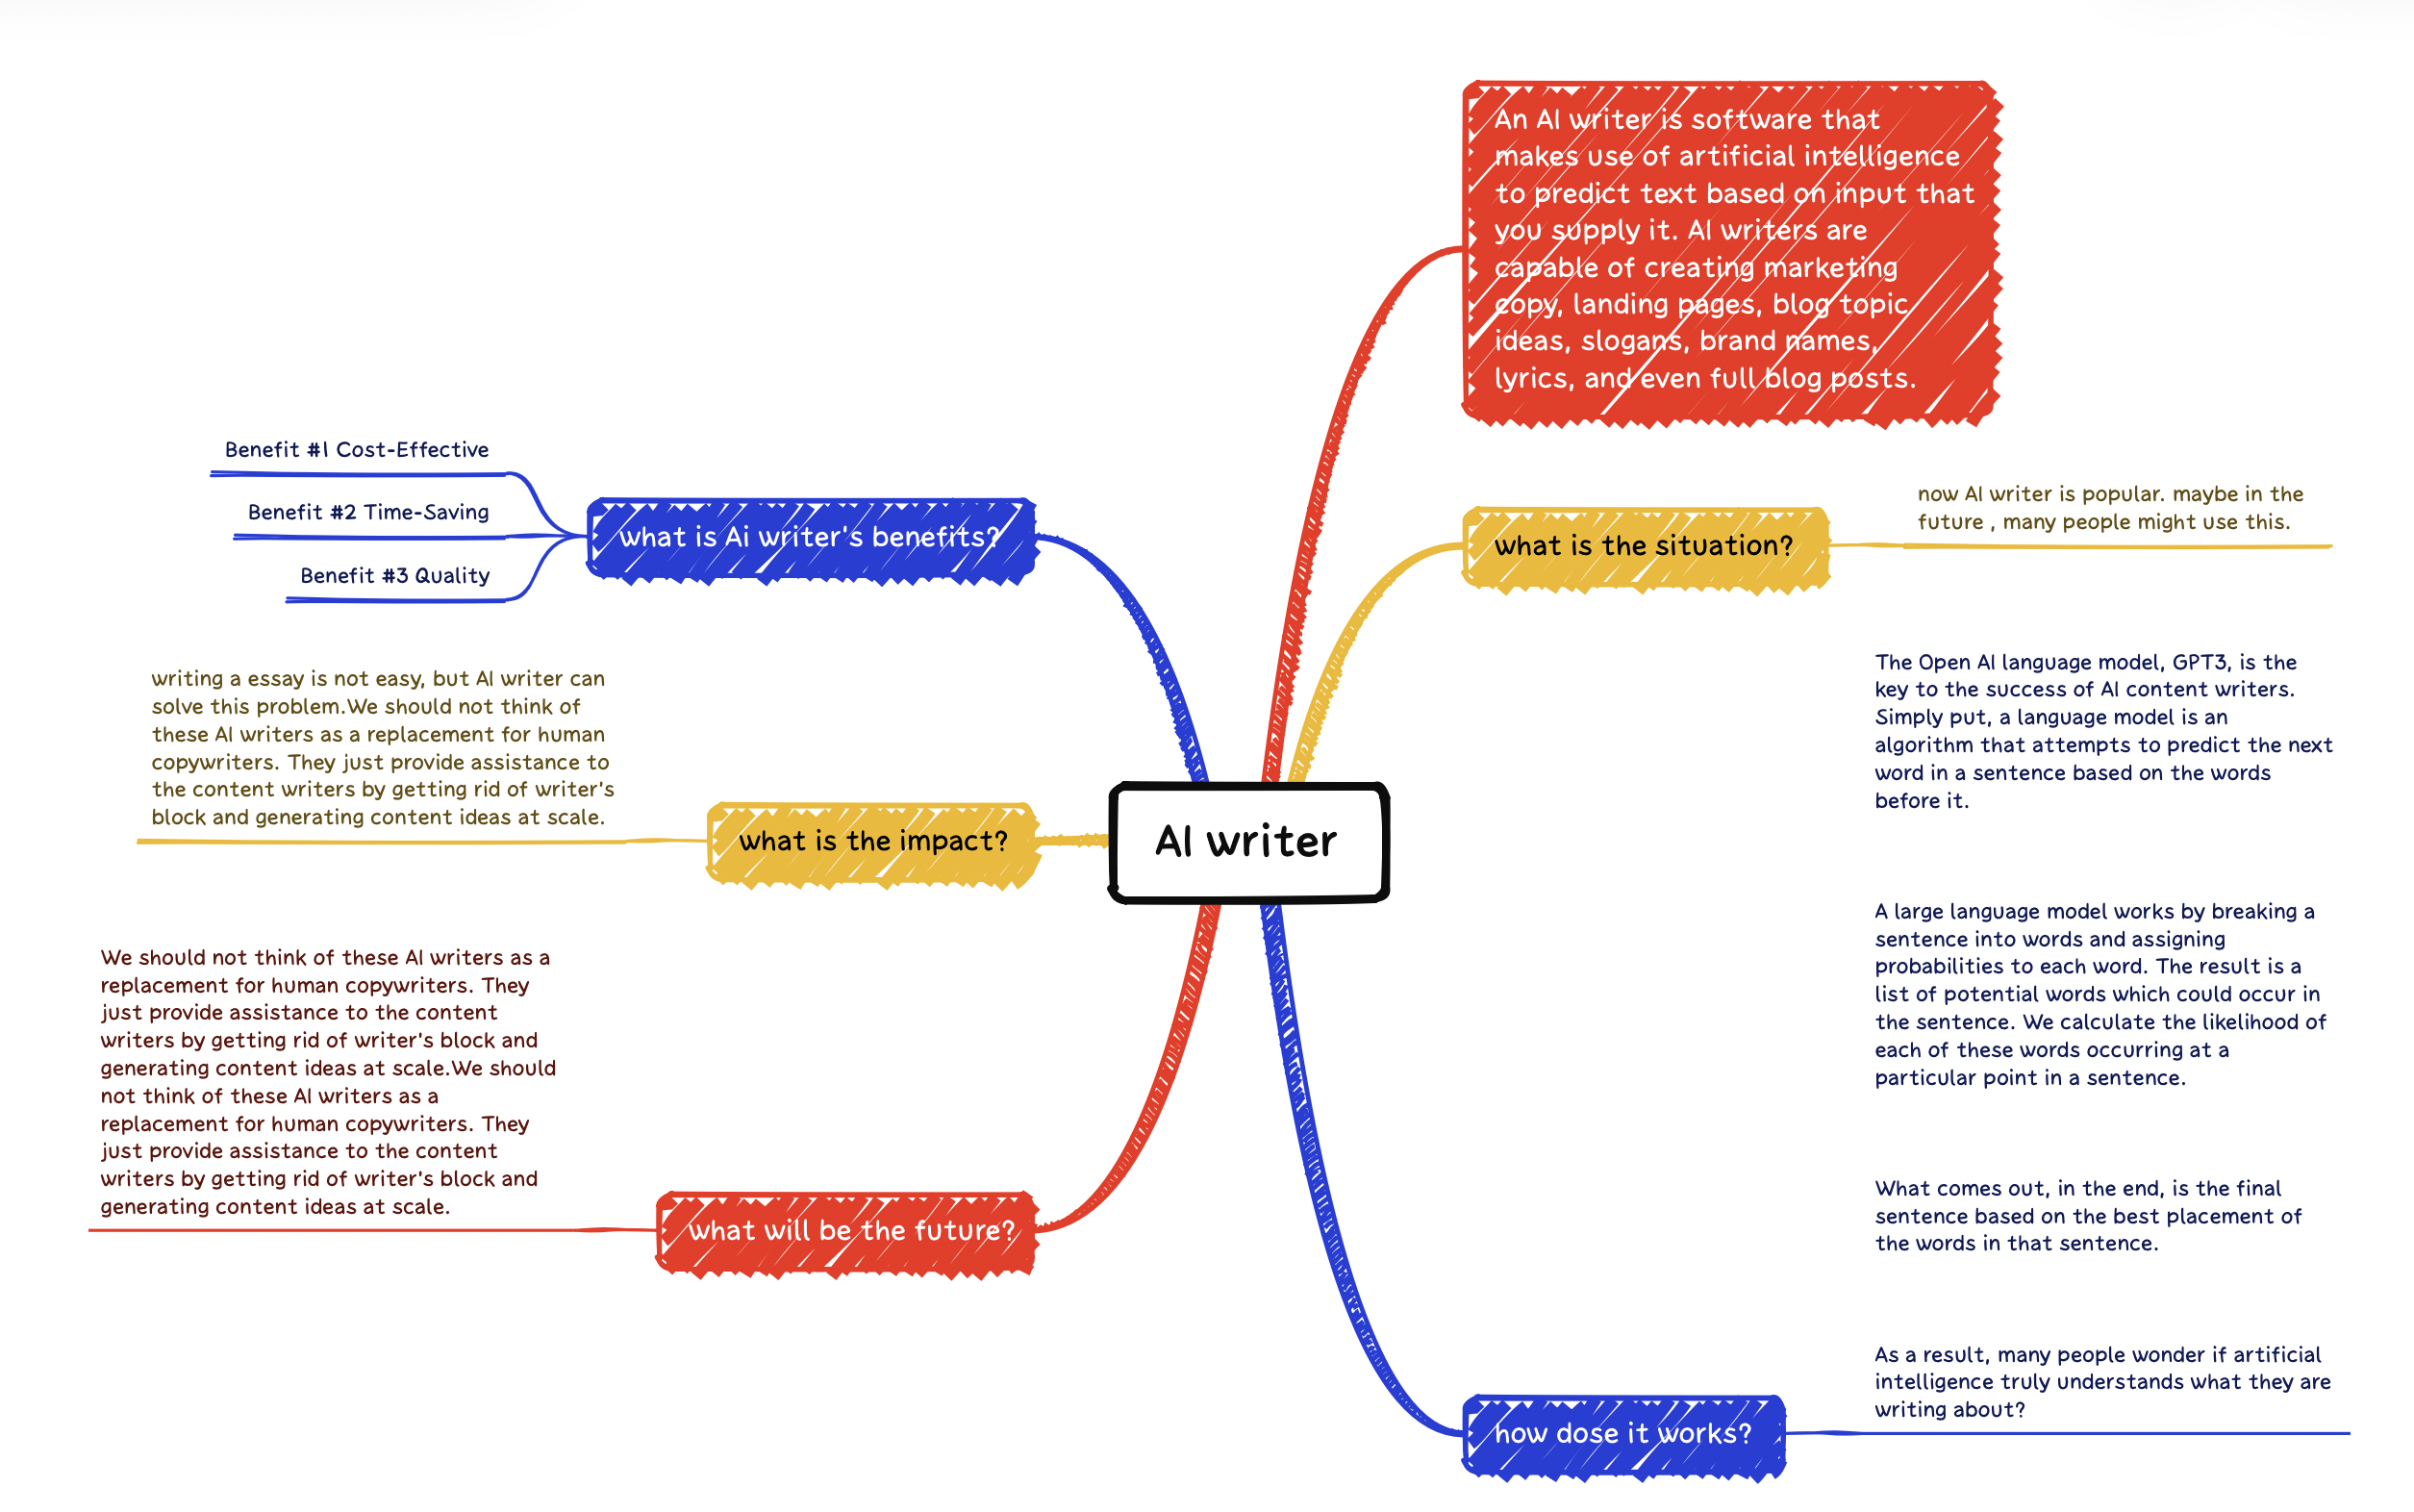 An AI writer is software that
makes use of artificial intelligence
to predict text based on input that
you supply it. AI writers are
capable of creating marketing
copy, landing pages, blog topic
ideas, slogans, brand names,
lyrics, and even full blog posts.
Benefit #1 Cost-Effective
Benefit #2 Time-Saving
Benefit #3 Quality
what is Ai writer's benefits?
what is the situation?
now AI writer is popular. maybe in the
future , many people might use this.
writing a essay is not easy, but AI writer can
solve this problem.We should not think of
these AI writers as a replacement for human
copywriters. They just provide assistance to
the content writers by getting rid of writer's
block and generating content ideas at scale.
what is the impact?
AI writer
The Open AI language model, GPT3, is the
key to the success of AI content writers.
Simply put, a language model is an
algorithm that attempts to predict the next
word in a sentence based on the words
before it.
A large language model works by breaking a
sentence into words and assigning
probabilities to each word. The result is a
list of potential words which could occur in
the sentence. We calculate the likelihood of
each of these words occurring at a
particular point in a sentence.
What comes out, in the end, is the final
sentence based on the best placement of
the words in that sentence.
As a result, many people wonder if artificial
intelligence truly understands what they are
writing about?
how dose it works?
We should not think of these AI writers as a
replacement for human copywriters. They
just provide assistance to the content
writers by getting rid of writer's block and
generating content ideas at scale.We should
not think of these AI writers as a
replacement for human copywriters. They
just provide assistance to the content
writers by getting rid of writer's block and
generating content ideas at scale.
what will be the future?